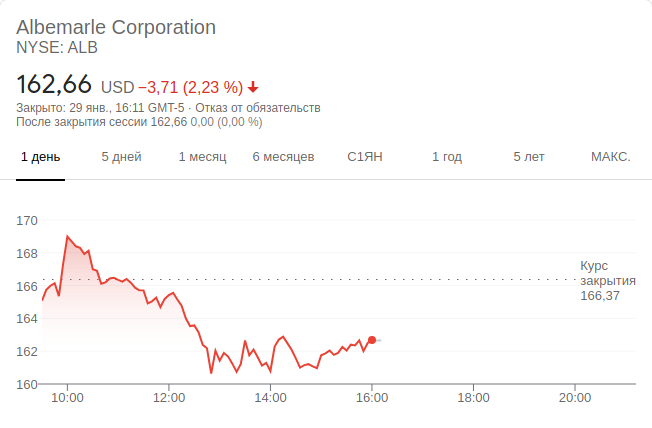 Albemarle Corporation
NYSE: ALB
162,66 USD −3,71 (2,23 %)
Закрыто: 29 янв., 16:11 GMT-5 · Отказ от обязательств
После закрытия сессии 162,66 0,00 (0,00 %)
1 день 5 дней 1 месяц 6 месяцев С1ЯН 1 год 5 лет МАКС.
170
168
Курс
закрытия
166,37
166
164
162
160
10:00 12:00 14:00 16:00 18:00 20:00